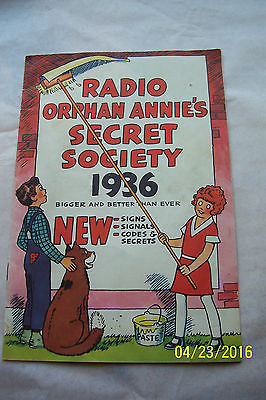 RADIO
ORPHAN ANNIE'S
SECRET
SOCIETY
1936
BIGGER AND BETTER THAN EVER
NEW
SIGNS
SIGNALS
CODES &
SECRETS
PASTE
04/23/2016